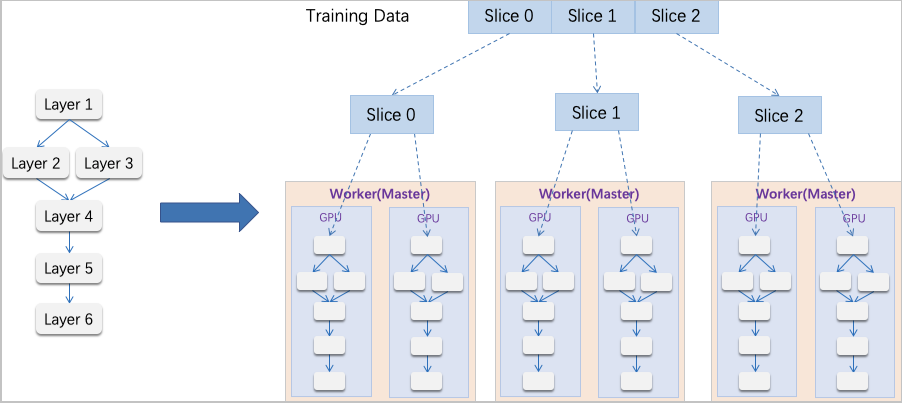 Training Data
Slice 0 Slice 1 Slice 2
Slice 0 Slice 1 Slice 2
Layer 1
Layer 2 Layer 3
Layer 4
Layer 5
Layer 6
Worker(Master) Worker(Master) Worker(Master)
GPU GPU GPU GPU GPU GPU